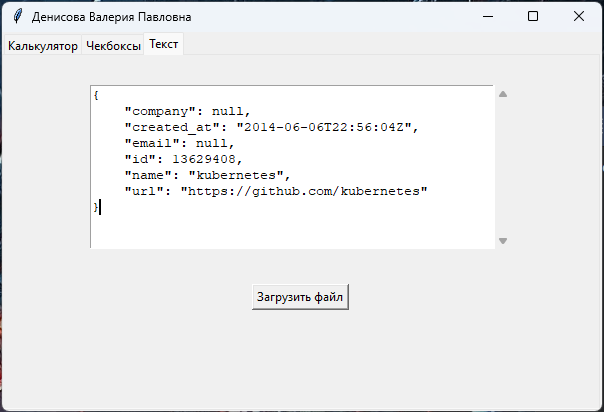 Денисова Валерия Павловна
Калькулятор Чекбоксы Текст
{
    "company": null,
    "created_at": "2014-06-06T22:56:04Z",
    "email": null,
    "id": 13629408,
    "name": "kubernetes",
    "url": "https://github.com/kubernetes"
}
Загрузить файл